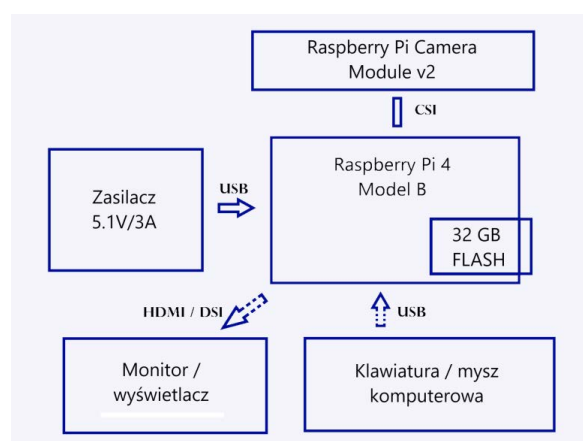 Raspberry Pi Camera
Module v2
CSI
Raspberry Pi 4
Model B
Zasilacz
5.1V/3A
USB
32 GB
FLASH
HDMI / DSI
USB
Monitor /
wyświetlacz
Klawiatura / mysz
komputerowa